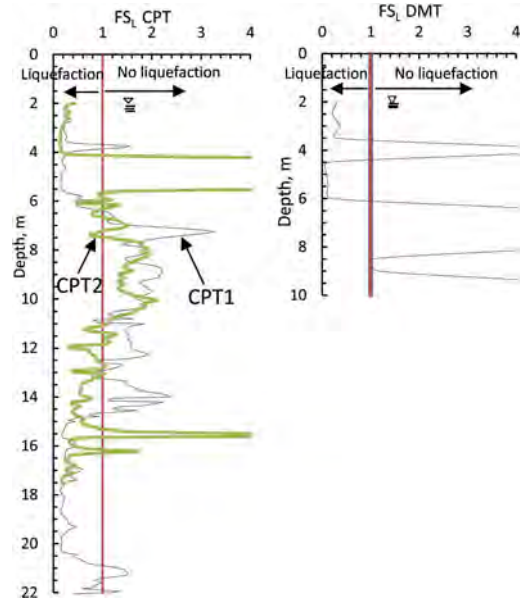 FS_L CPT
0 1 2 3 4
0
2
4
6
8
10
12
14
16
18
20
22
Depth, m
Liquefaction
No liquefaction
CPT2
CPT1
FS_L DMT
0 1 2 3 4
0
2
4
6
8
10
Depth, m
Liquefaction
No liquefaction